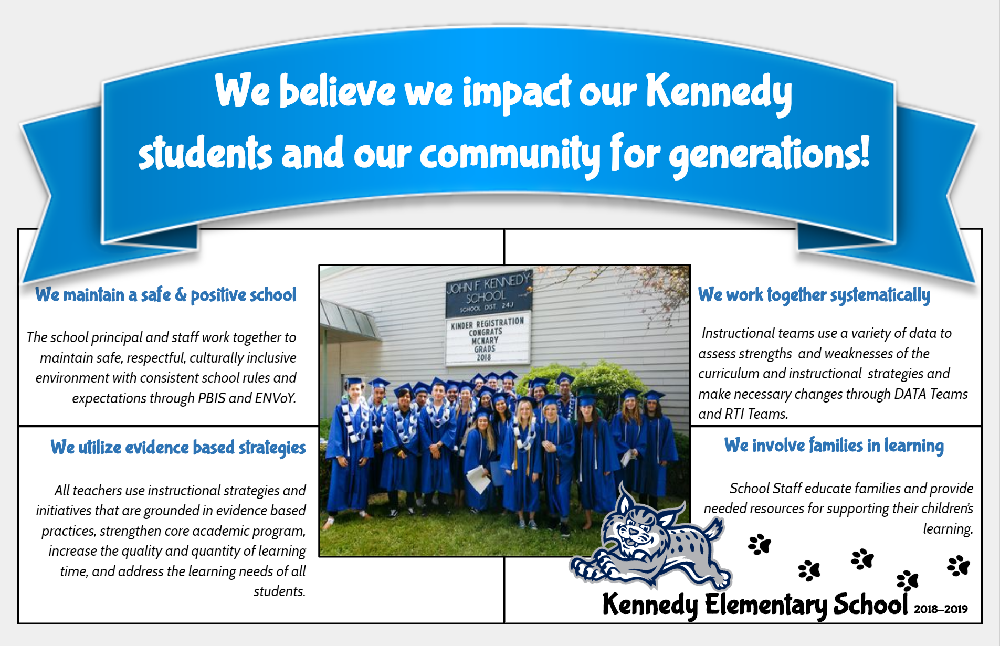 We believe we impact our Kennedy
students and our community for generations!
We maintain a safe & positive school
The school principal and staff work together to
maintain safe, respectful, culturally inclusive
environment with consistent school rules and
expectations through PBIS and ENVoY.
We utilize evidence based strategies
All teachers use instructional strategies and
initiatives that are grounded in evidence based
practices, strengthen core academic program,
increase the quality and quantity of learning
time, and address the learning needs of all
students.
JOHN F KENNEDY
SCHOOL
SCHOOL DIST. 24J
KINDER REGISTRATION
CONGRATS
MCNARY
GRADS
2018
We work together systematically
Instructional teams use a variety of data to
assess strengths and weaknesses of the
curriculum and instructional strategies and
make necessary changes through DATA Teams
and RTI Teams.
We involve families in learning
School Staff educate families and provide
needed resources for supporting their children's
learning.
Kennedy Elementary School 2018-2019